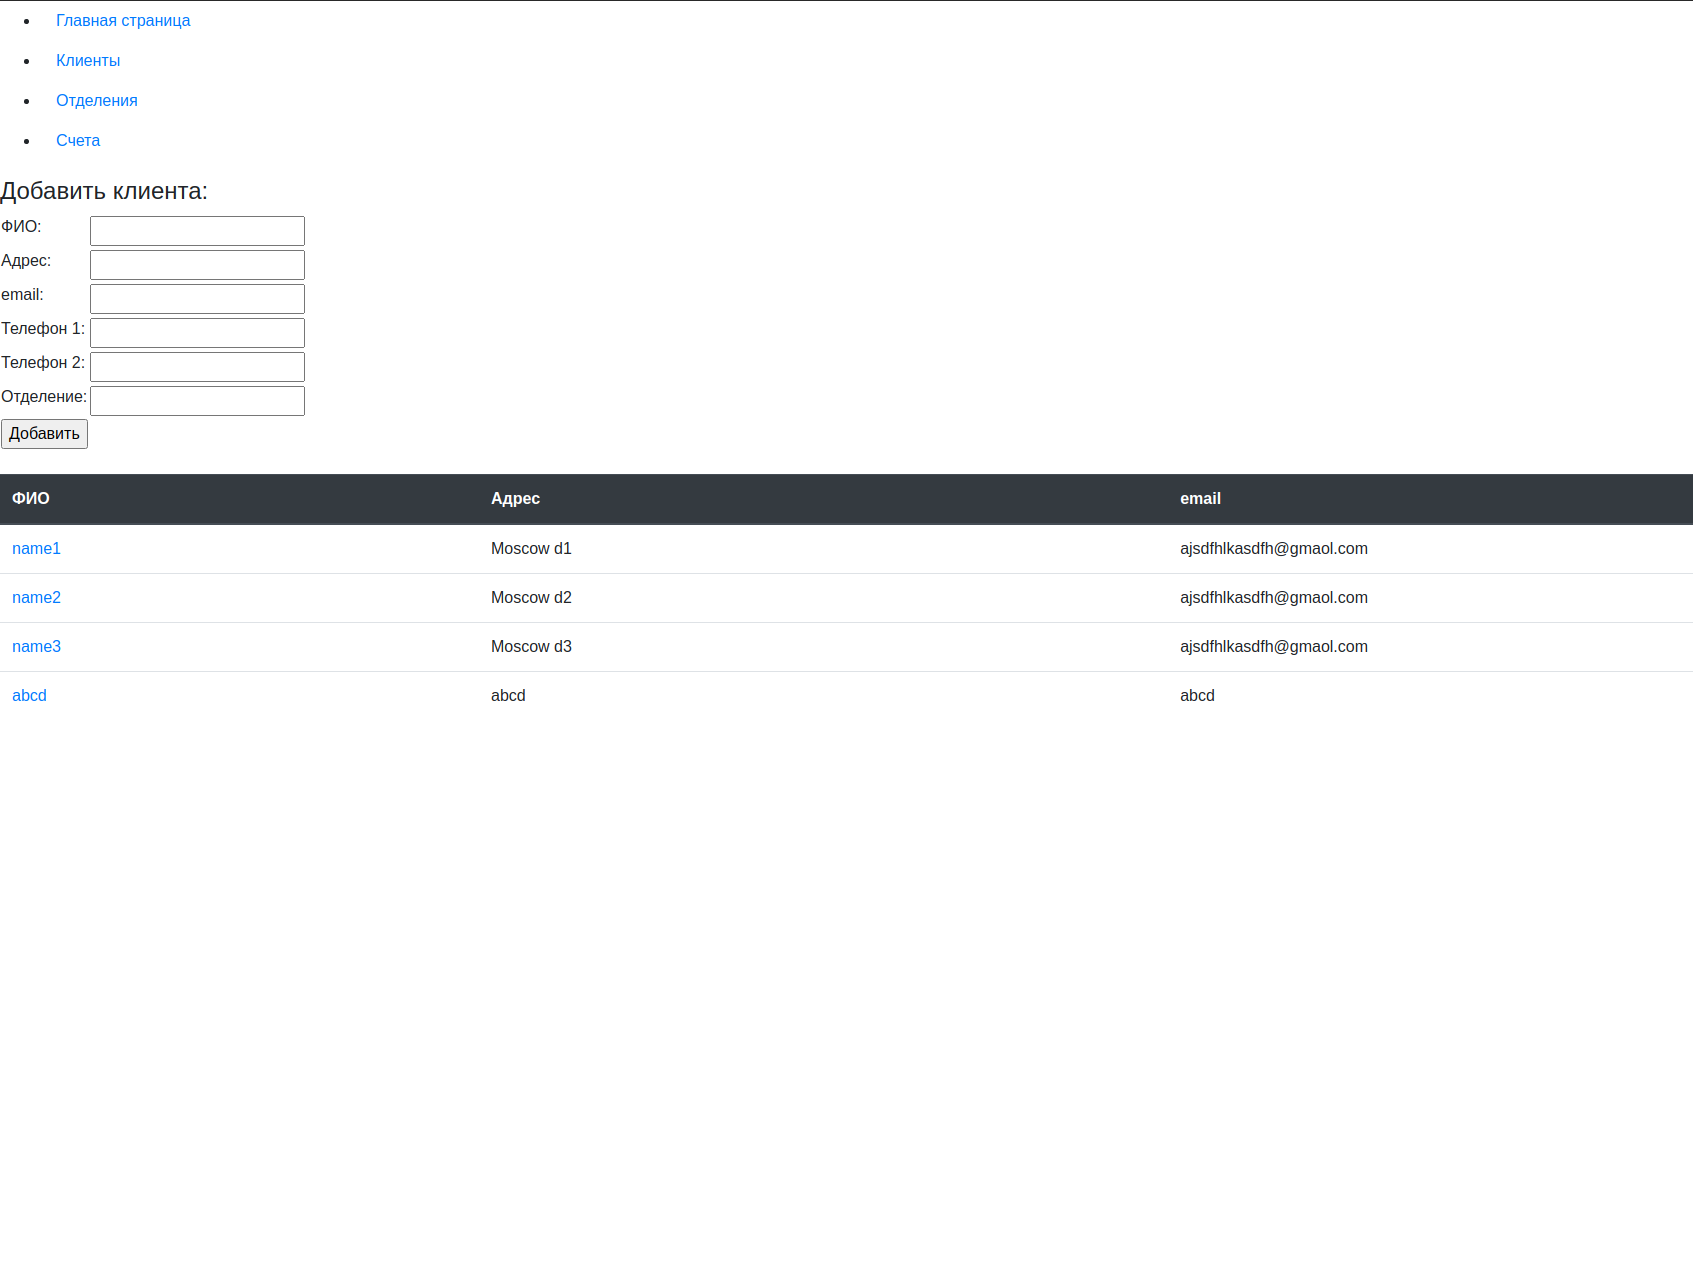 Главная страница
Клиенты
Отделения
Счета
Добавить клиента:
ФИО:
Адрес:
email:
Телефон 1:
Телефон 2:
Отделение:
Добавить
ФИО Адрес email
name1 Moscow d1 ajsdfhlkasdfh@gmaol.com
name2 Moscow d2 ajsdfhlkasdfh@gmaol.com
name3 Moscow d3 ajsdfhlkasdfh@gmaol.com
abcd abcd abcd